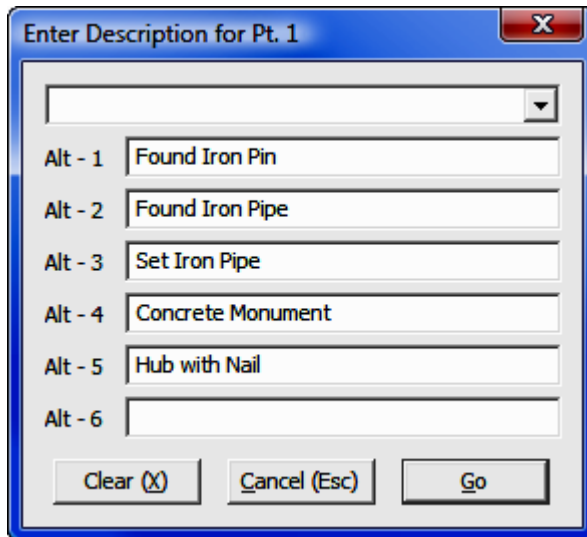 Enter Description for Pt. 1
Alt - 1 Found Iron Pin
Alt - 2 Found Iron Pipe
Alt - 3 Set Iron Pipe
Alt - 4 Concrete Monument
Alt - 5 Hub with Nail
Alt - 6
Clear (X) Cancel (Esc) Go